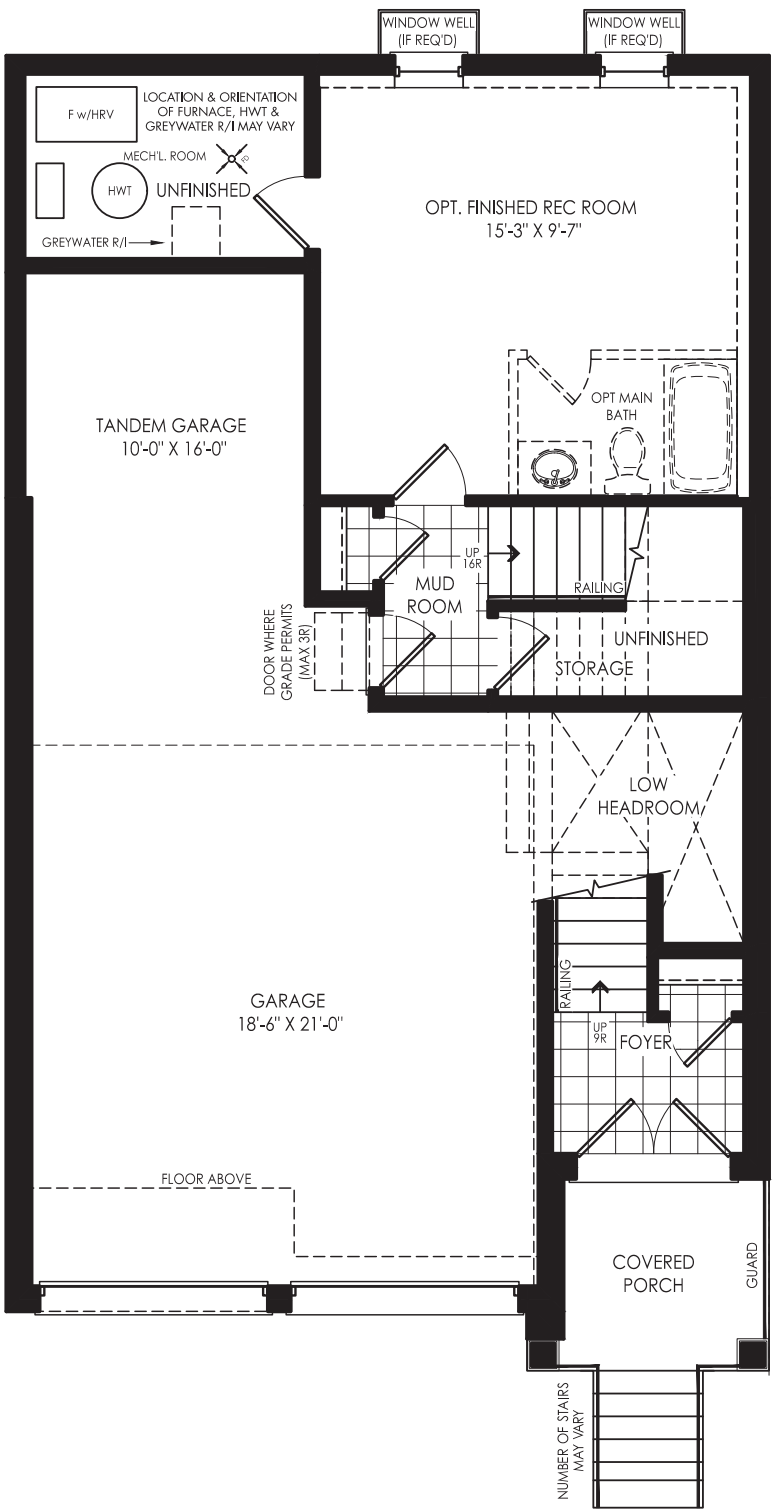 WINDOW WELL
(IF REQ'D)
WINDOW WELL
(IF REQ'D)
F w/HRV
LOCATION & ORIENTATION
OF FURNACE, HWT &
GREYWATER R/I MAY VARY
MECH'L. ROOM
FD
HWT
UNFINISHED
GREYWATER R/I
OPT. FINISHED REC ROOM
15'-3" X 9'-7"
OPT MAIN
BATH
TANDEM GARAGE
10'-0" X 16'-0"
UP
16R
RAILING
MUD
ROOM
DOOR WHERE
GRADE PERMITS
(MAX 3R)
UNFINISHED
STORAGE
LOW
HEADROOM
GARAGE
18'-6" X 21'-0"
RAILING
UP
9R
FOYER
FLOOR ABOVE
COVERED
PORCH
GUARD
NUMBER OF STAIRS
MAY VARY